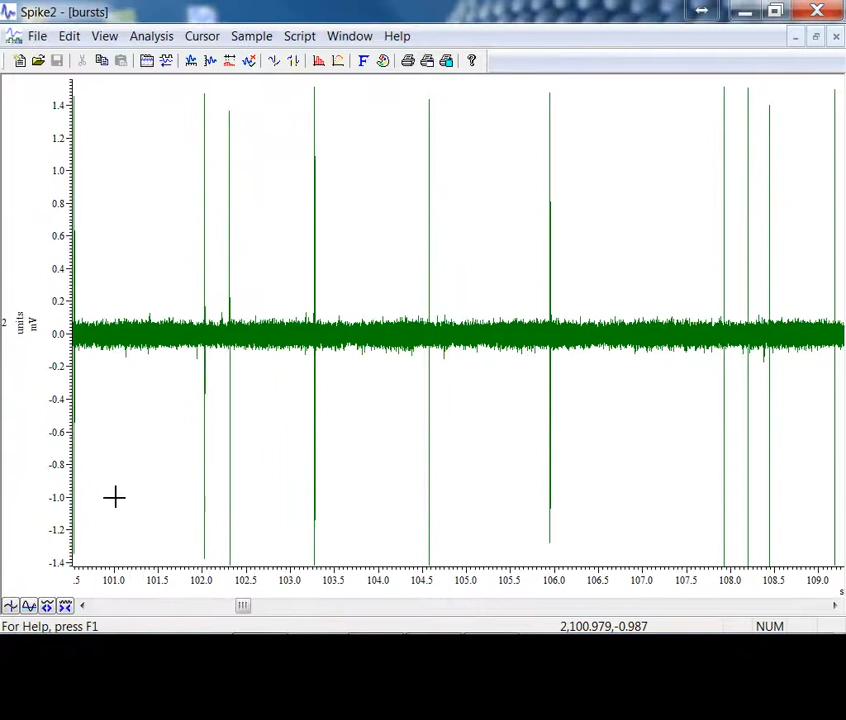 Spike2 - [bursts]
File Edit View Analysis Cursor Sample Script Window Help
F ?
1.4
1.2
1.0
0.8
0.6
0.4
0.2
2 units mV 0.0
-0.2
-0.4
-0.6
-0.8
-1.0
-1.2
-1.4
.5 101.0 101.5 102.0 102.5 103.0 103.5 104.0 104.5 105.0 105.5 106.0 106.5 107.0 107.5 108.0 108.5 109.0
s
For Help, press F1 2,100.979,-0.987 NUM